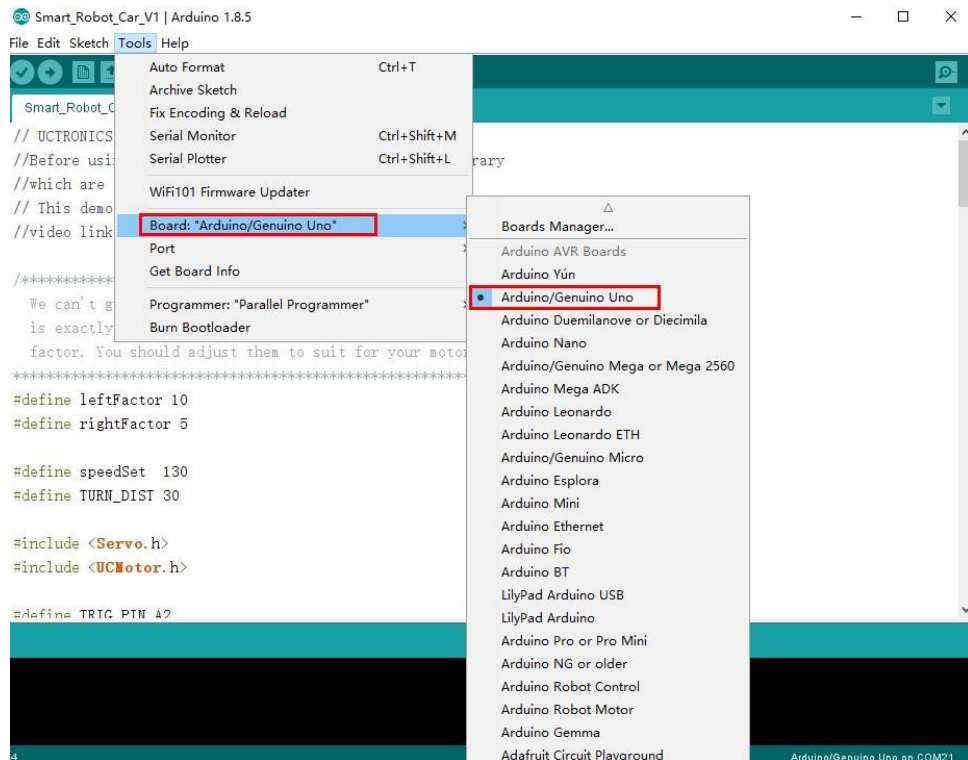 Smart_Robot_Car_V1 | Arduino 1.8.5
File Edit Sketch Tools Help
Auto Format Ctrl+T
Archive Sketch
Fix Encoding & Reload
Serial Monitor Ctrl+Shift+M
Serial Plotter Ctrl+Shift+L
WiFi101 Firmware Updater
Board: "Arduino/Genuino Uno"
Port
Get Board Info
Programmer: "Parallel Programmer"
Burn Bootloader
△
Boards Manager...
Arduino AVR Boards
Arduino Yún
Arduino/Genuino Uno
Arduino Duemilanove or Diecimila
Arduino Nano
Arduino/Genuino Mega or Mega 2560
Arduino Mega ADK
Arduino Leonardo
Arduino Leonardo ETH
Arduino/Genuino Micro
Arduino Esplora
Arduino Mini
Arduino Ethernet
Arduino Fio
Arduino BT
LilyPad Arduino USB
LilyPad Arduino
Arduino Pro or Pro Mini
Arduino NG or older
Arduino Robot Control
Arduino Robot Motor
Arduino Gemma
Adafruit Circuit Playground
Smart_Robot_C
// UCTRONICS
//Before usi rary
//which are
// This demo
//video link
/************
We can't g
is exactly
factor. You should adjust them to suit for your motor
******************************************************
#define leftFactor 10
#define rightFactor 5
#define speedSet 130
#define TURN_DIST 30
#include <Servo.h>
#include <UCMotor.h>
#define TRIG_PIN A2
4
Arduino/Genuino Uno on COM21